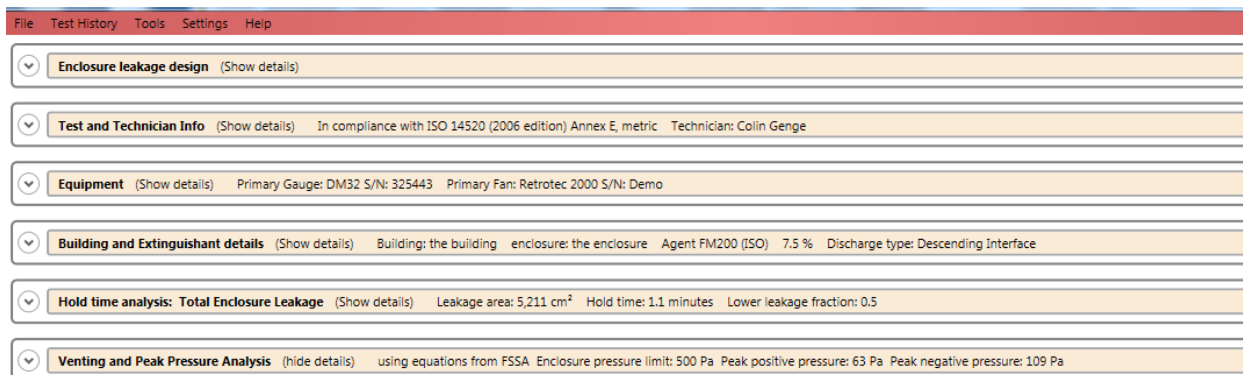 File Test History Tools Settings Help
Enclosure leakage design (Show details)
Test and Technician Info (Show details) In compliance with ISO 14520 (2006 edition) Annex E, metric Technician: Colin Genge
Equipment (Show details) Primary Gauge: DM32 S/N: 325443 Primary Fan: Retrotec 2000 S/N: Demo
Building and Extinguishant details (Show details) Building: the building enclosure: the enclosure Agent FM200 (ISO) 7.5 % Discharge type: Descending Interface
Hold time analysis: Total Enclosure Leakage (Show details) Leakage area: 5,211 cm² Hold time: 1.1 minutes Lower leakage fraction: 0.5
Venting and Peak Pressure Analysis (hide details) using equations from FSSA Enclosure pressure limit: 500 Pa Peak positive pressure: 63 Pa Peak negative pressure: 109 Pa